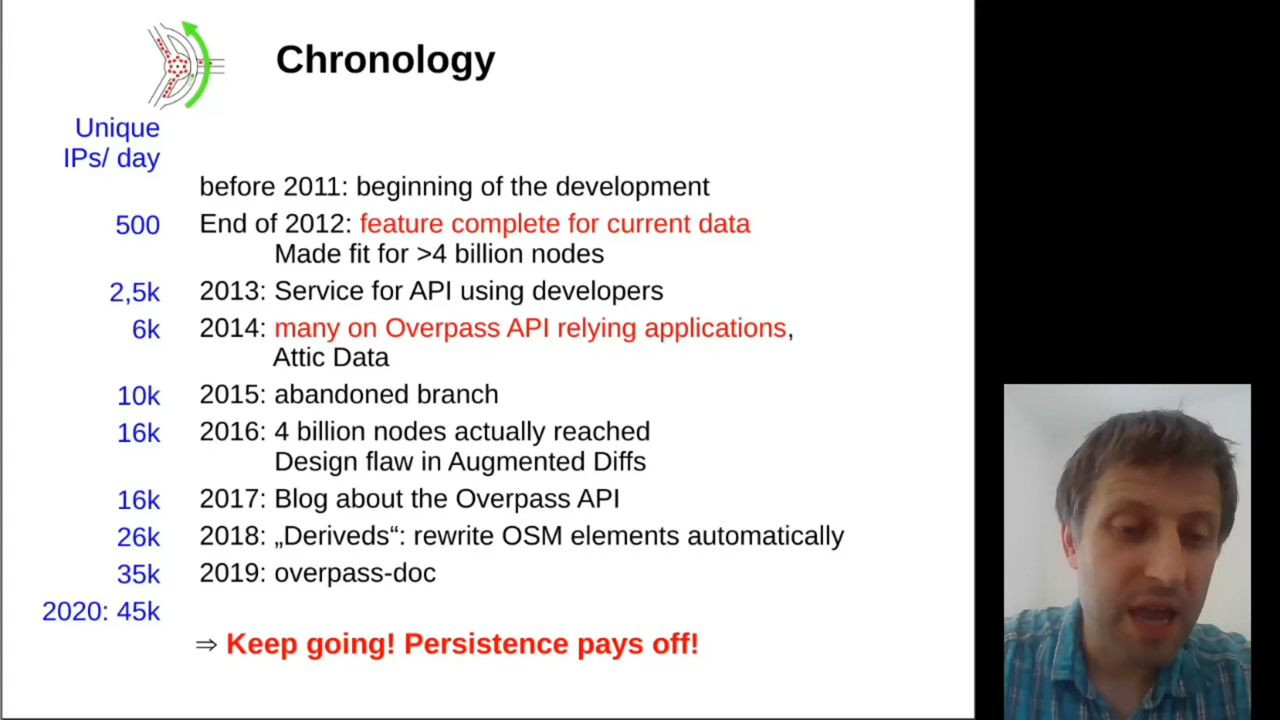 Chronology
Unique
IPs/ day
before 2011: beginning of the development
500 End of 2012: feature complete for current data
Made fit for >4 billion nodes
2,5k 2013: Service for API using developers
6k 2014: many on Overpass API relying applications,
Attic Data
10k 2015: abandoned branch
16k 2016: 4 billion nodes actually reached
Design flaw in Augmented Diffs
16k 2017: Blog about the Overpass API
26k 2018: „Deriveds“: rewrite OSM elements automatically
35k 2019: overpass-doc
2020: 45k
⇒ Keep going! Persistence pays off!